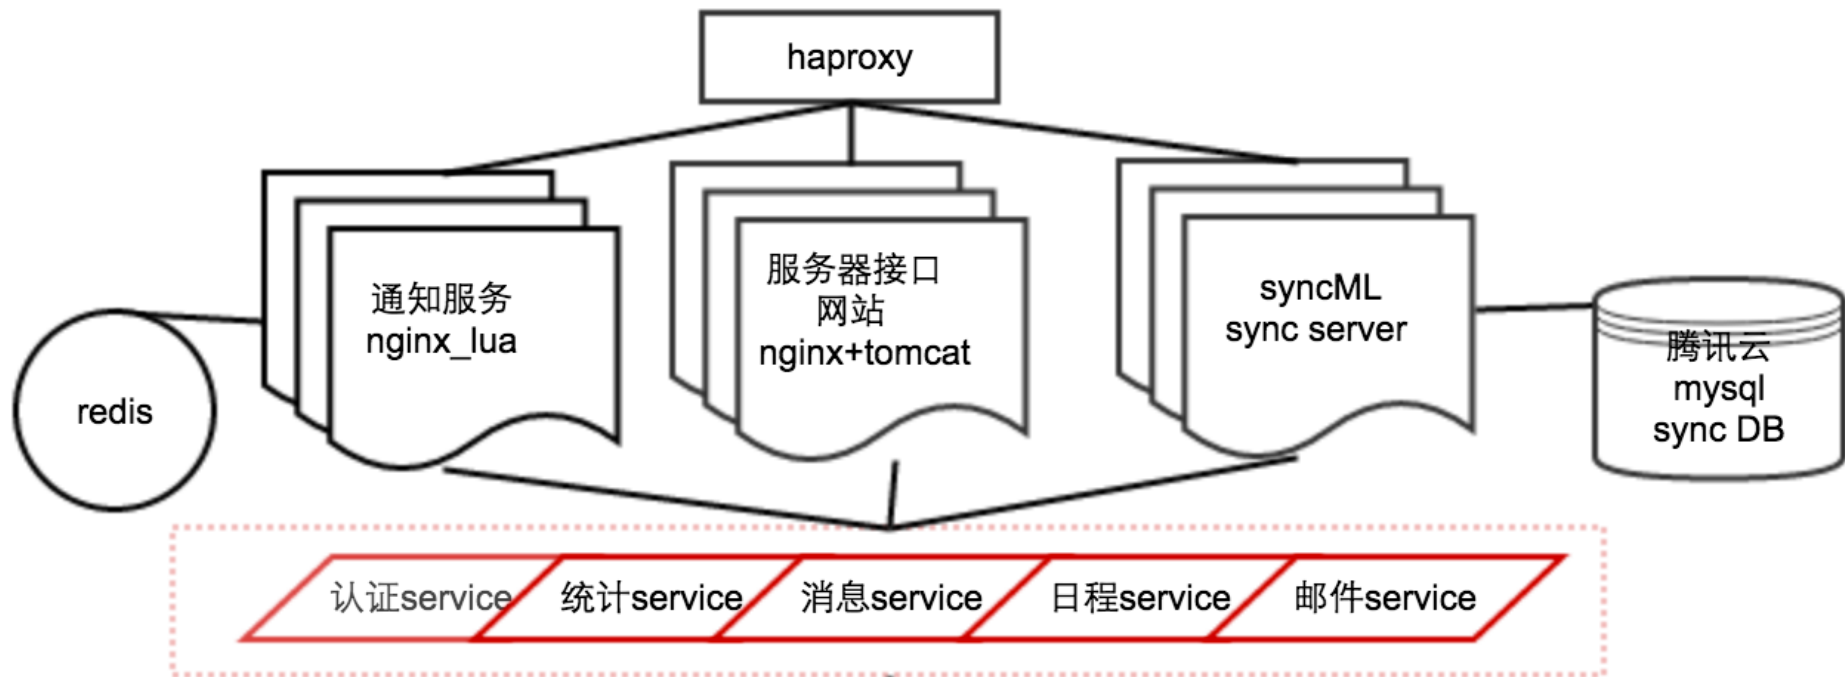 haproxy
通知服务
nginx_lua
服务器接口
网站
nginx+tomcat
syncML
sync server
redis
腾讯云
mysql
sync DB
认证service
统计service
消息service
日程service
邮件service